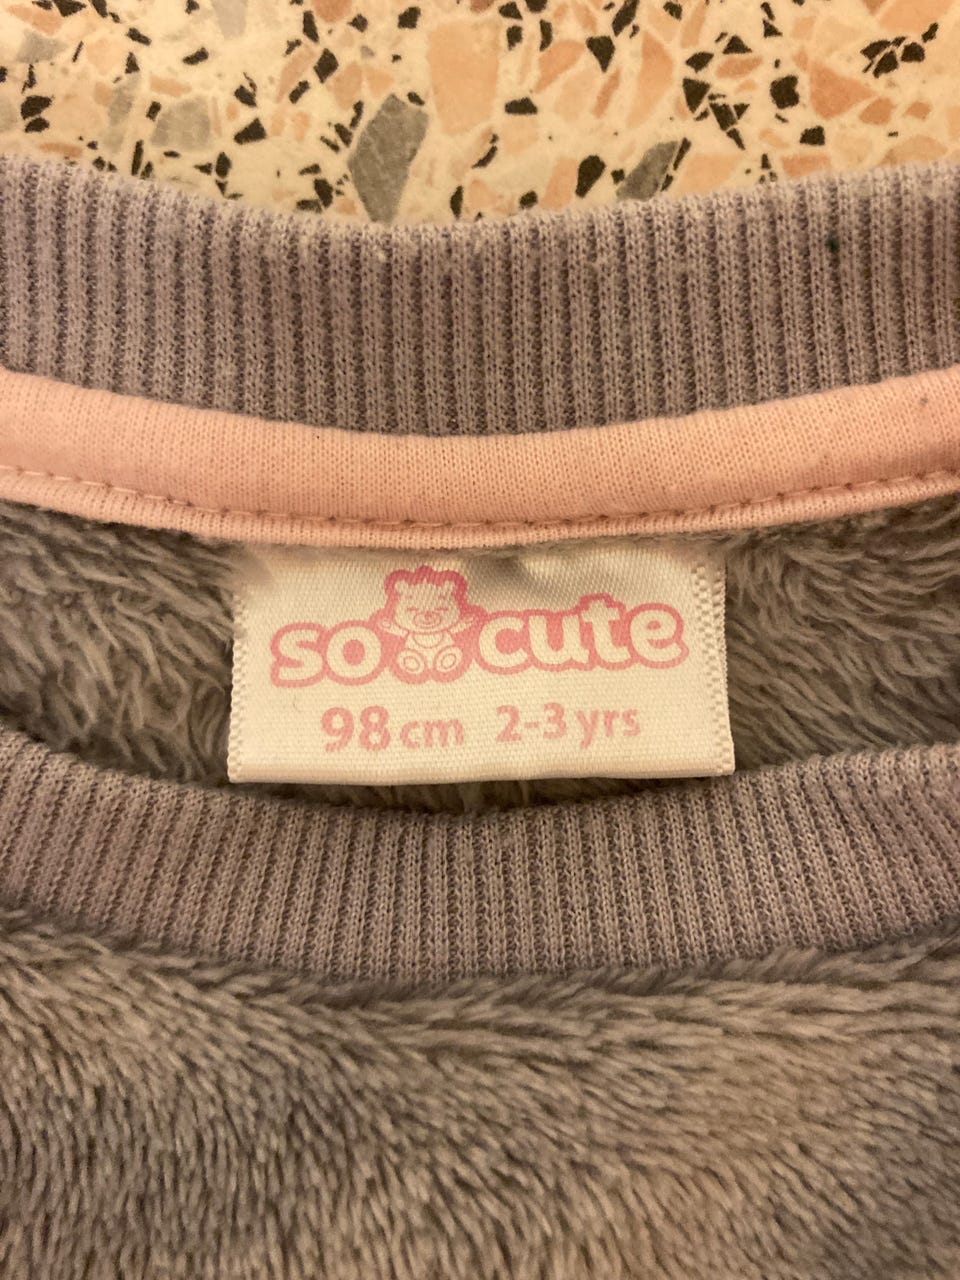 so cute
98 cm 2-3 yrs